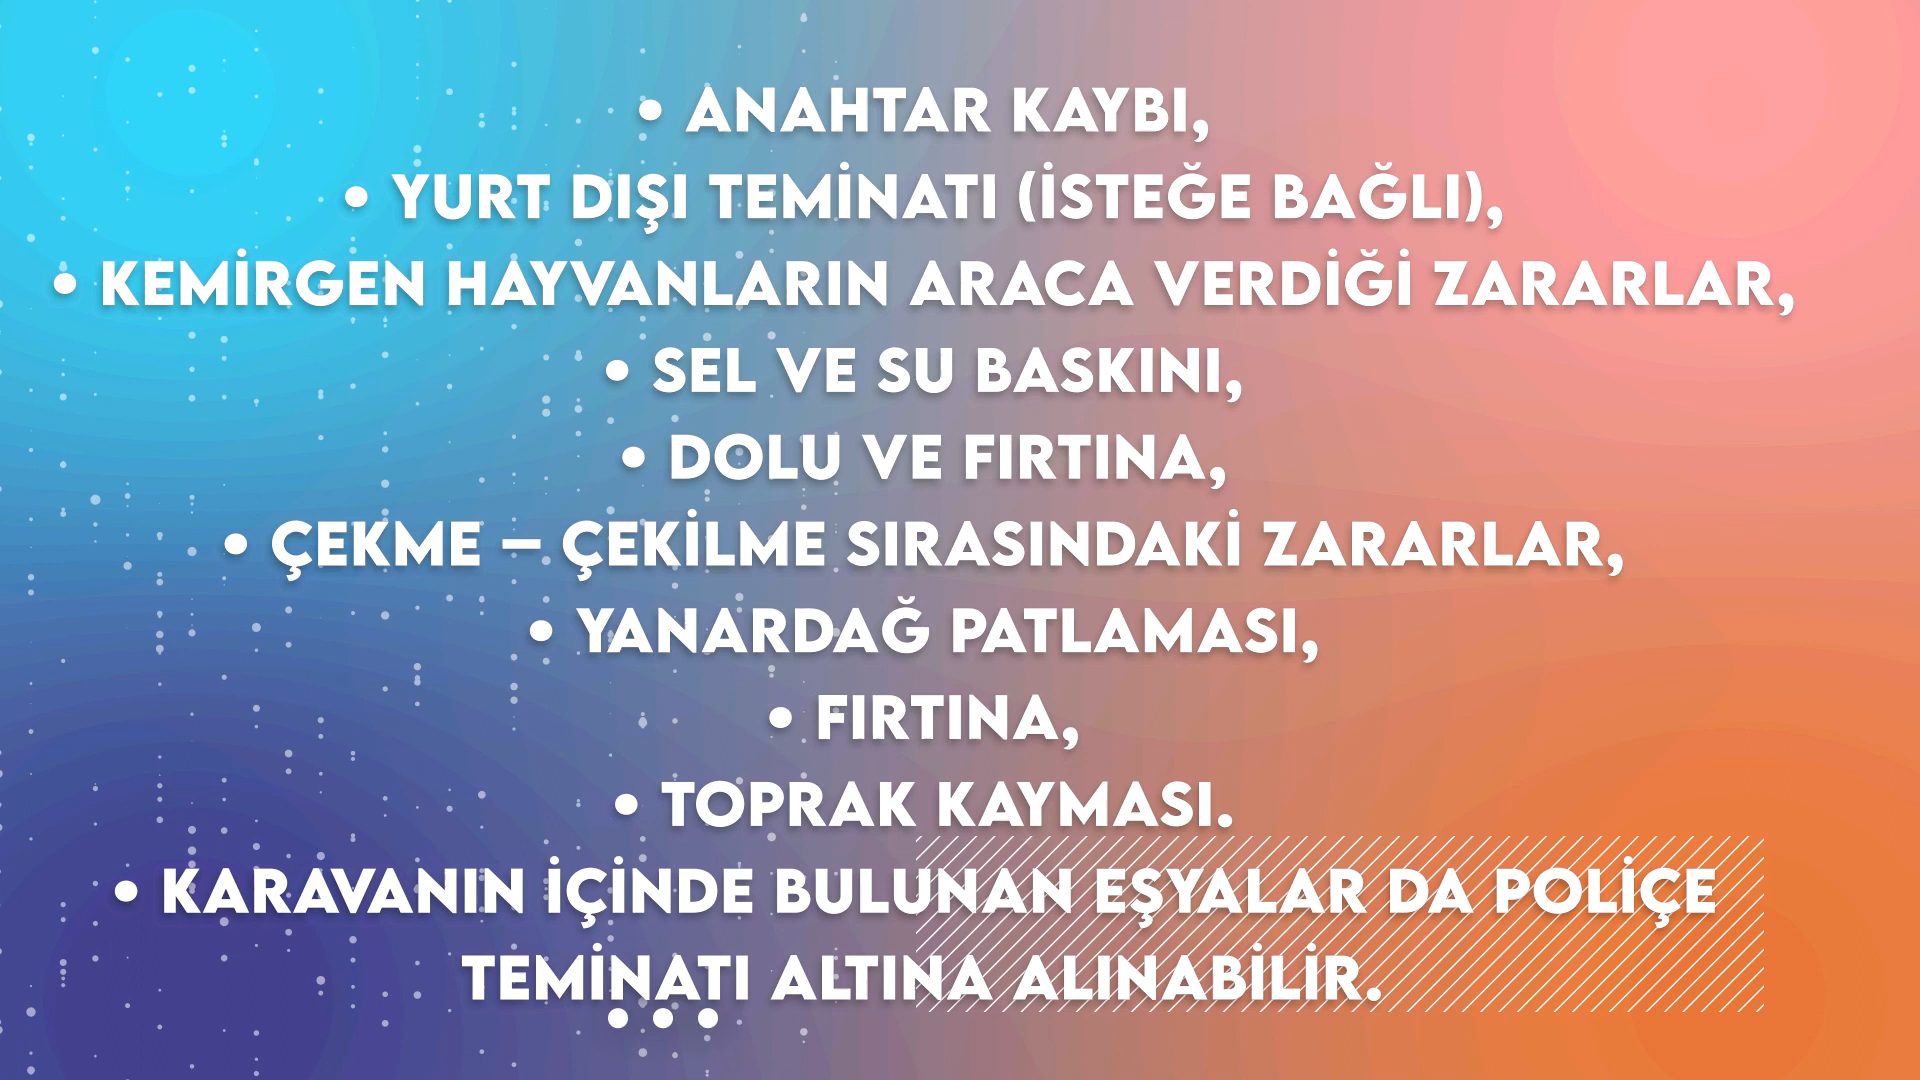 • ANAHTAR KAYBI,
• YURT DIŞI TEMİNATI (İSTEĞE BAĞLI),
• KEMİRGEN HAYVANLARIN ARACA VERDİĞİ ZARARLAR,
• SEL VE SU BASKINI,
• DOLU VE FIRTINA,
• ÇEKME – ÇEKİLME SIRASINDAKİ ZARARLAR,
• YANARDAĞ PATLAMASI,
• FIRTINA,
• TOPRAK KAYMASI.
• KARAVANIN İÇİNDE BULUNAN EŞYALAR DA POLİÇE
TEMİNATI ALTINA ALINABİLİR.